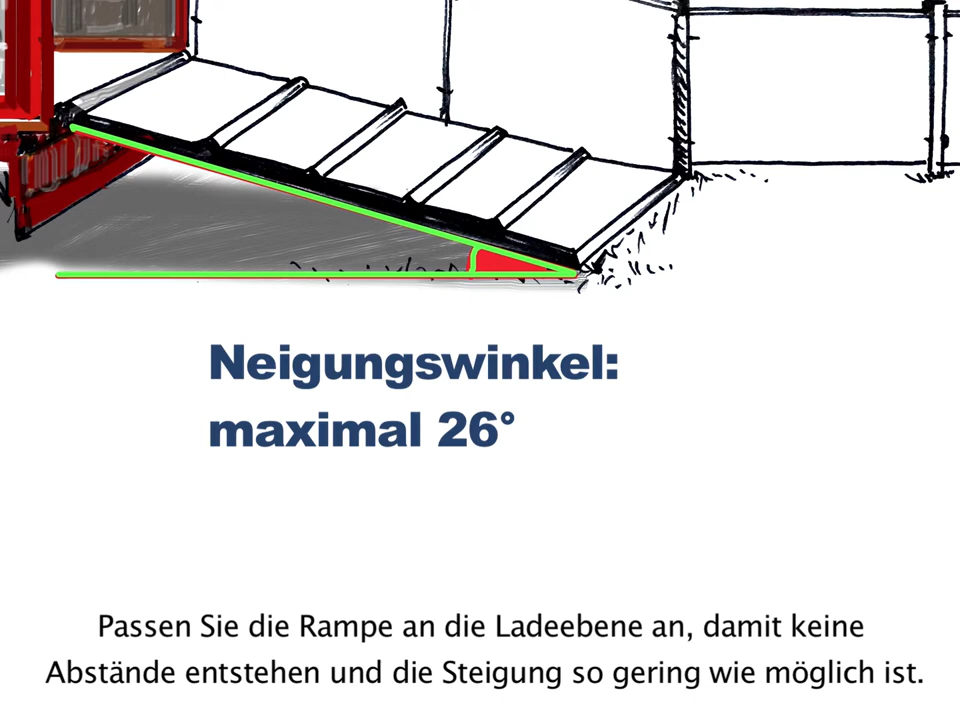 Neigungswinkel:
maximal 26°
Passen Sie die Rampe an die Ladeebene an, damit keine
Abstände entstehen und die Steigung so gering wie möglich ist.